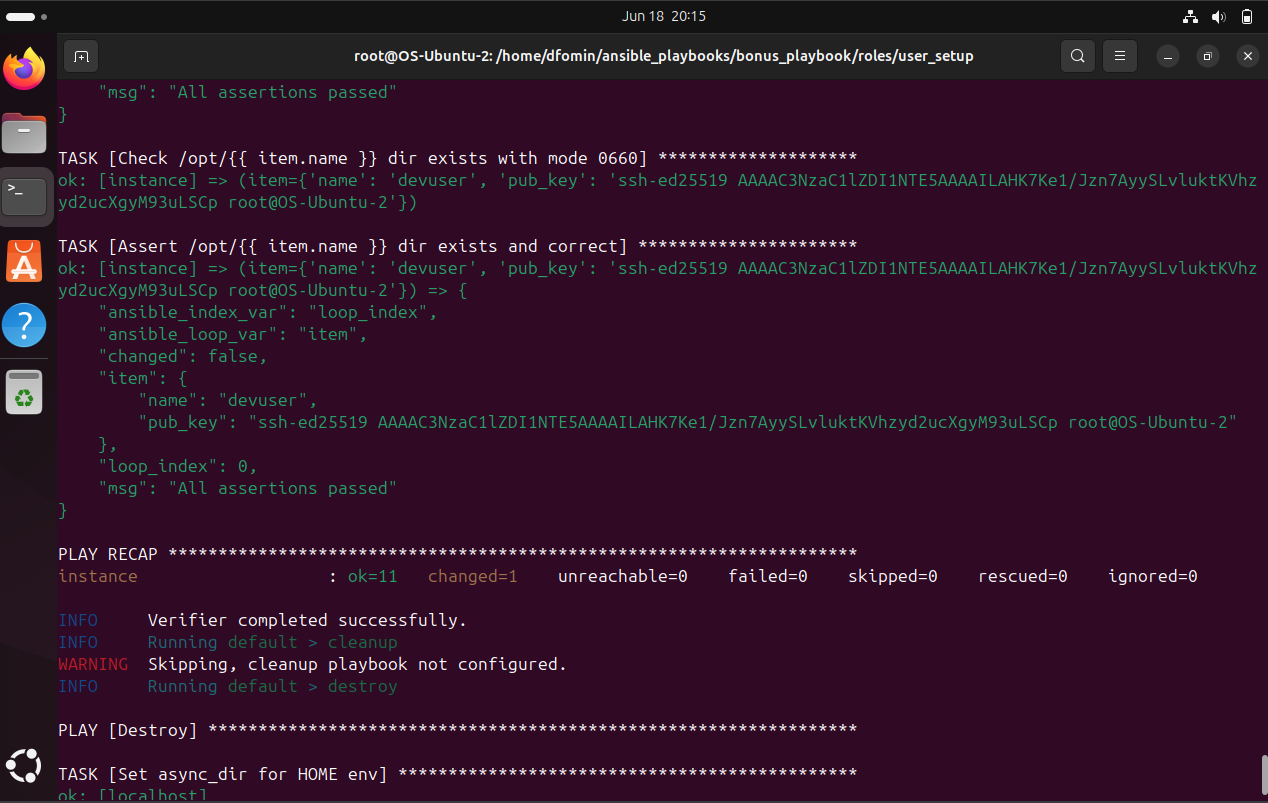 Jun 18 20:15
root@OS-Ubuntu-2: /home/dfomin/ansible_playbooks/bonus_playbook/roles/user_setup
    "msg": "All assertions passed"
}
TASK [Check /opt/{{ item.name }} dir exists with mode 0660] ********************
ok: [instance] => (item={'name': 'devuser', 'pub_key': 'ssh-ed25519 AAAAC3NzaC1lZDI1NTE5AAAAILAHK7Ke1/Jzn7AyySLvluktKVhz
yd2ucXgyM93uLSCp root@OS-Ubuntu-2'})
TASK [Assert /opt/{{ item.name }} dir exists and correct] **********************
ok: [instance] => (item={'name': 'devuser', 'pub_key': 'ssh-ed25519 AAAAC3NzaC1lZDI1NTE5AAAAILAHK7Ke1/Jzn7AyySLvluktKVhz
yd2ucXgyM93uLSCp root@OS-Ubuntu-2'}) => {
    "ansible_index_var": "loop_index",
    "ansible_loop_var": "item",
    "changed": false,
    "item": {
        "name": "devuser",
        "pub_key": "ssh-ed25519 AAAAC3NzaC1lZDI1NTE5AAAAILAHK7Ke1/Jzn7AyySLvluktKVhzyd2ucXgyM93uLSCp root@OS-Ubuntu-2"
    },
    "loop_index": 0,
    "msg": "All assertions passed"
}
PLAY RECAP *********************************************************************
instance                   : ok=11   changed=1    unreachable=0    failed=0    skipped=0    rescued=0    ignored=0
INFO     Verifier completed successfully.
INFO     Running default > cleanup
WARNING  Skipping, cleanup playbook not configured.
INFO     Running default > destroy
PLAY [Destroy] *****************************************************************
TASK [Set async_dir for HOME env] **********************************************
ok: [localhost]